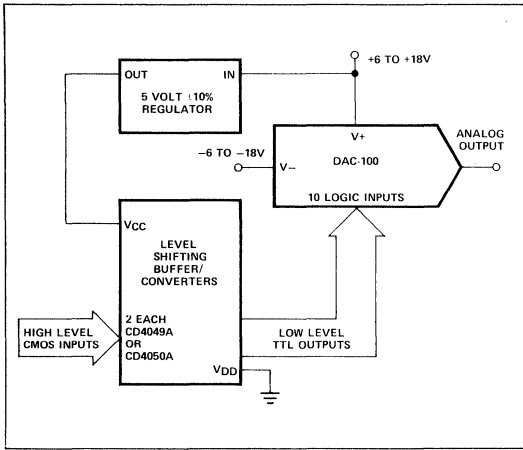 +6 TO +18V
OUT
IN
5 VOLT ±10%
REGULATOR
V+
ANALOG
OUTPUT
−6 TO −18V
V−
DAC-100
10 LOGIC INPUTS
VCC
LEVEL
SHIFTING
BUFFER/
CONVERTERS
HIGH LEVEL
CMOS INPUTS
2 EACH
CD4049A
OR
CD4050A
LOW LEVEL
TTL OUTPUTS
VDD